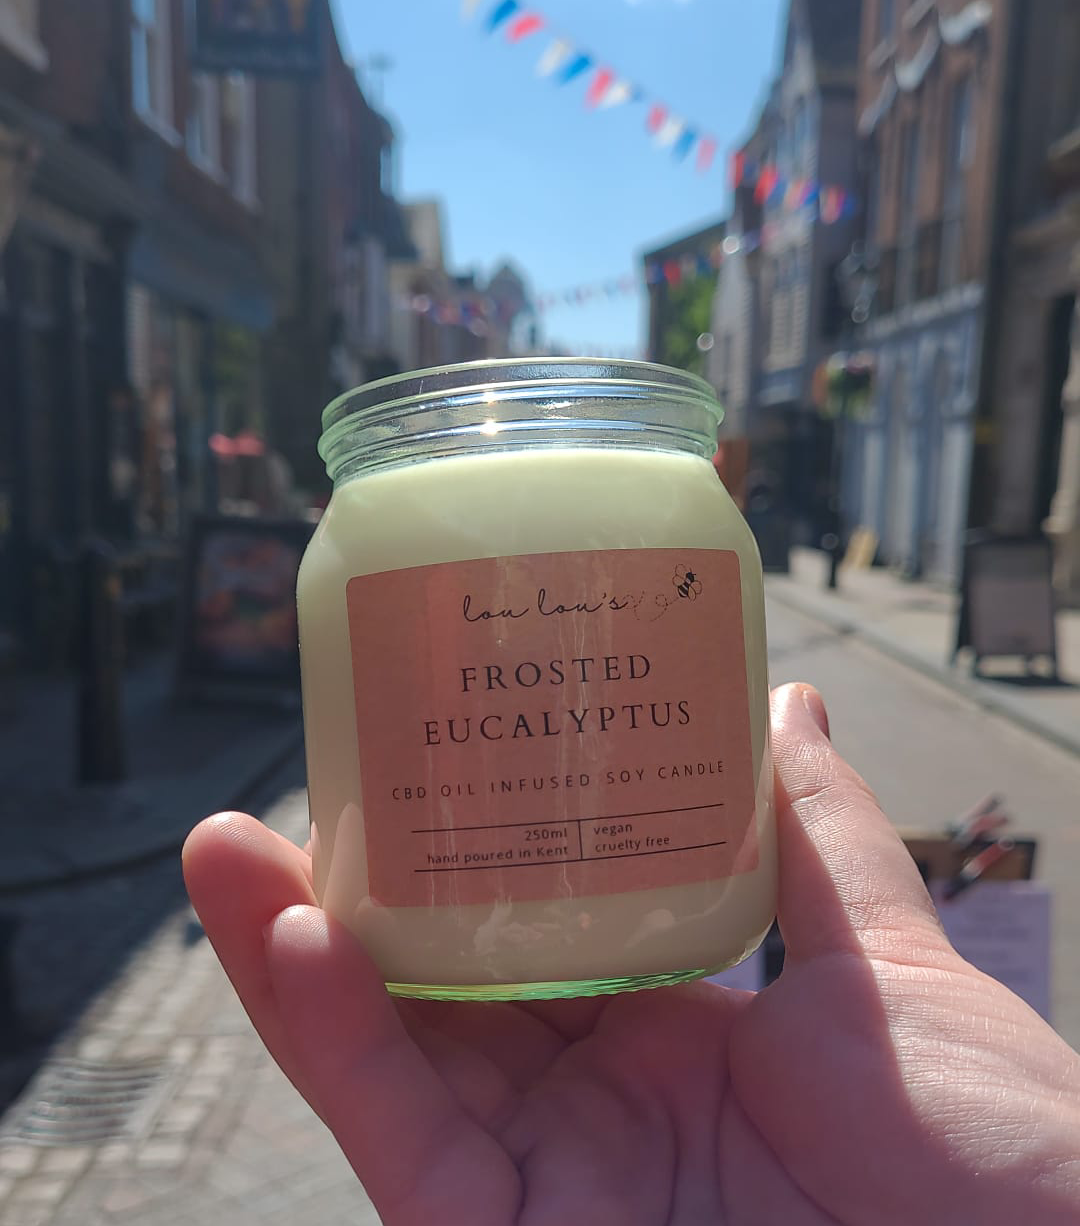 lou lou's
FROSTED
EUCALYPTUS
CBD OIL INFUSED SOY CANDLE
250ml
hand poured in Kent
vegan
cruelty free